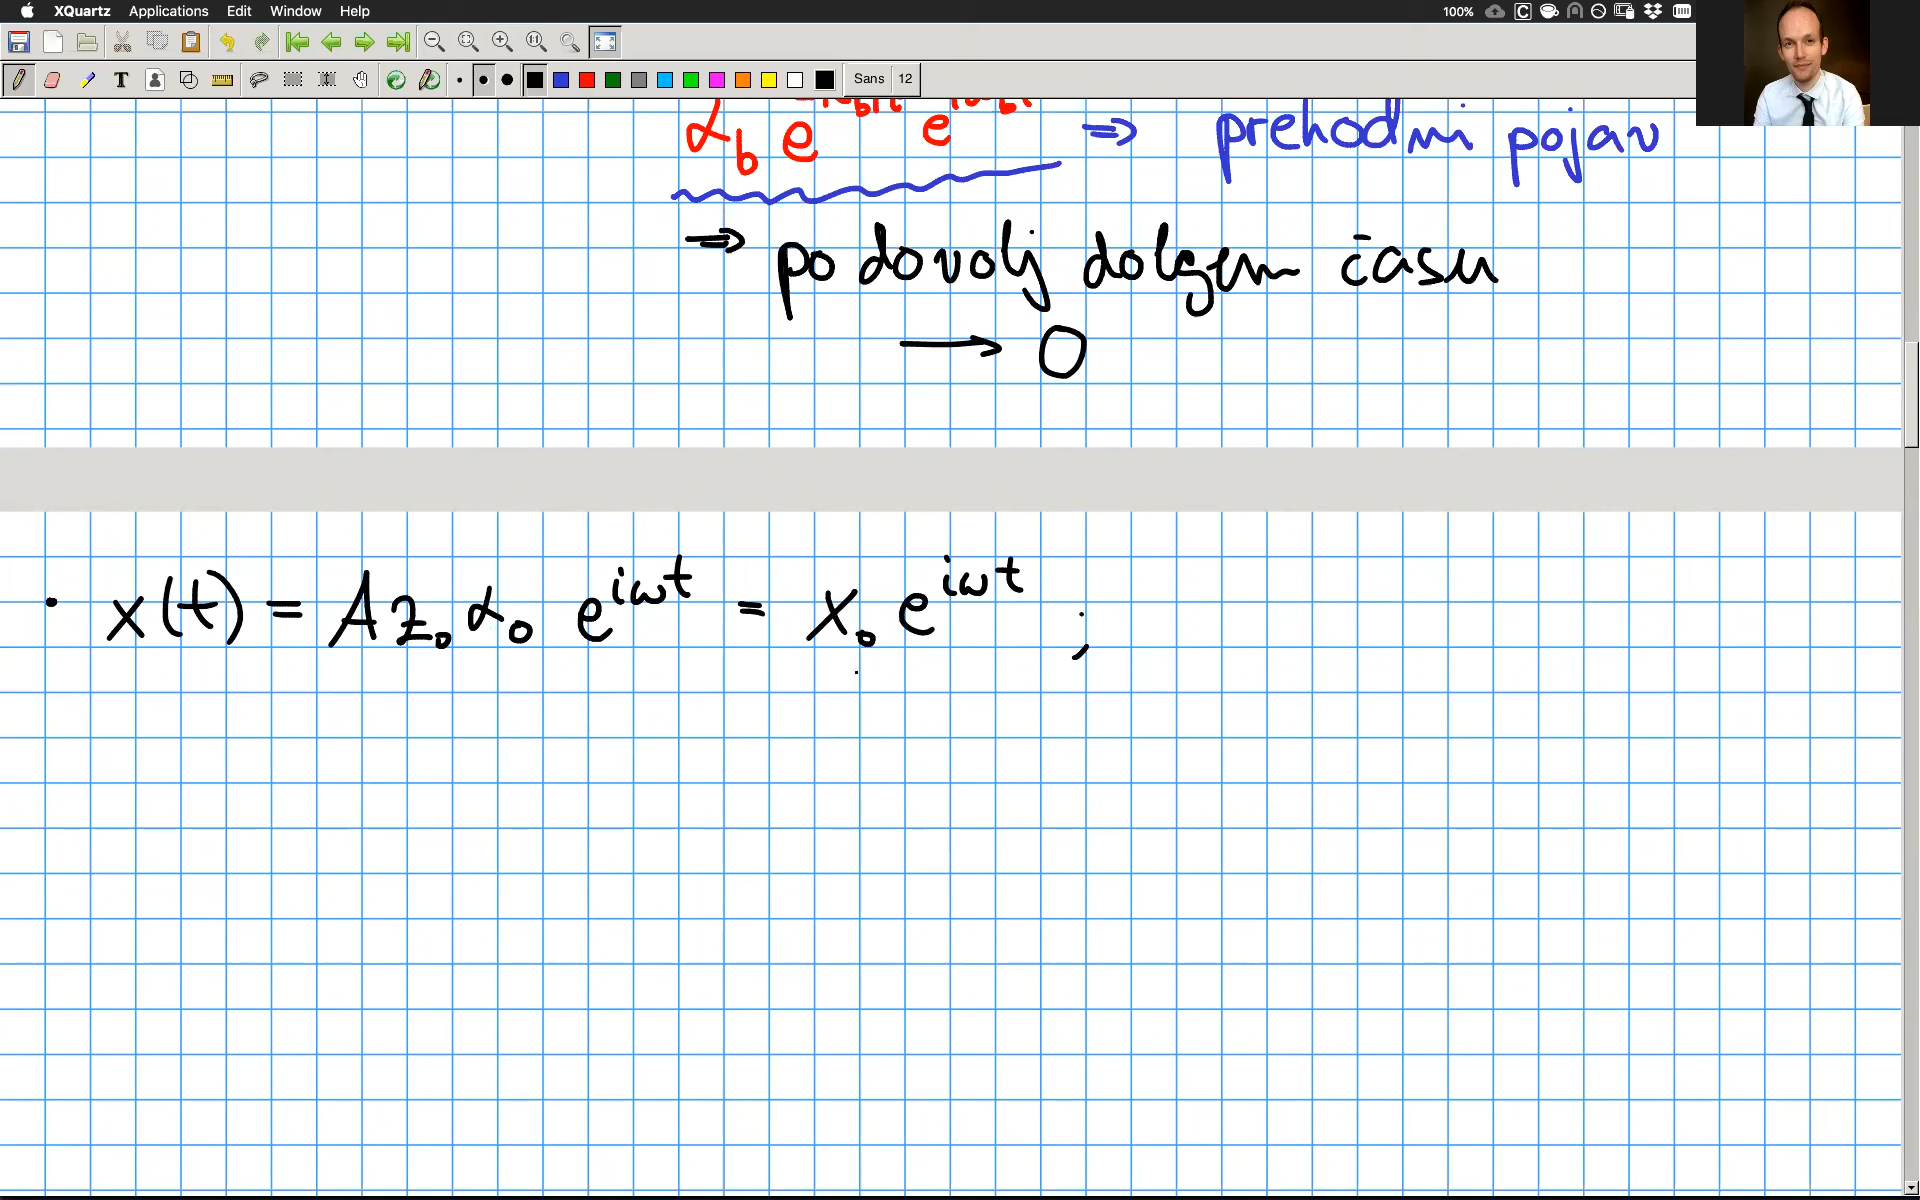 XQuartz Applications Edit Window Help 100%
T Sans 12
α_b e e ⇒ prehodni pojav
⇒ po dovolj dolgem času
→ 0
• x(t) = A z₀ α₀ e^{iωt} = x₀ e^{iωt} ;